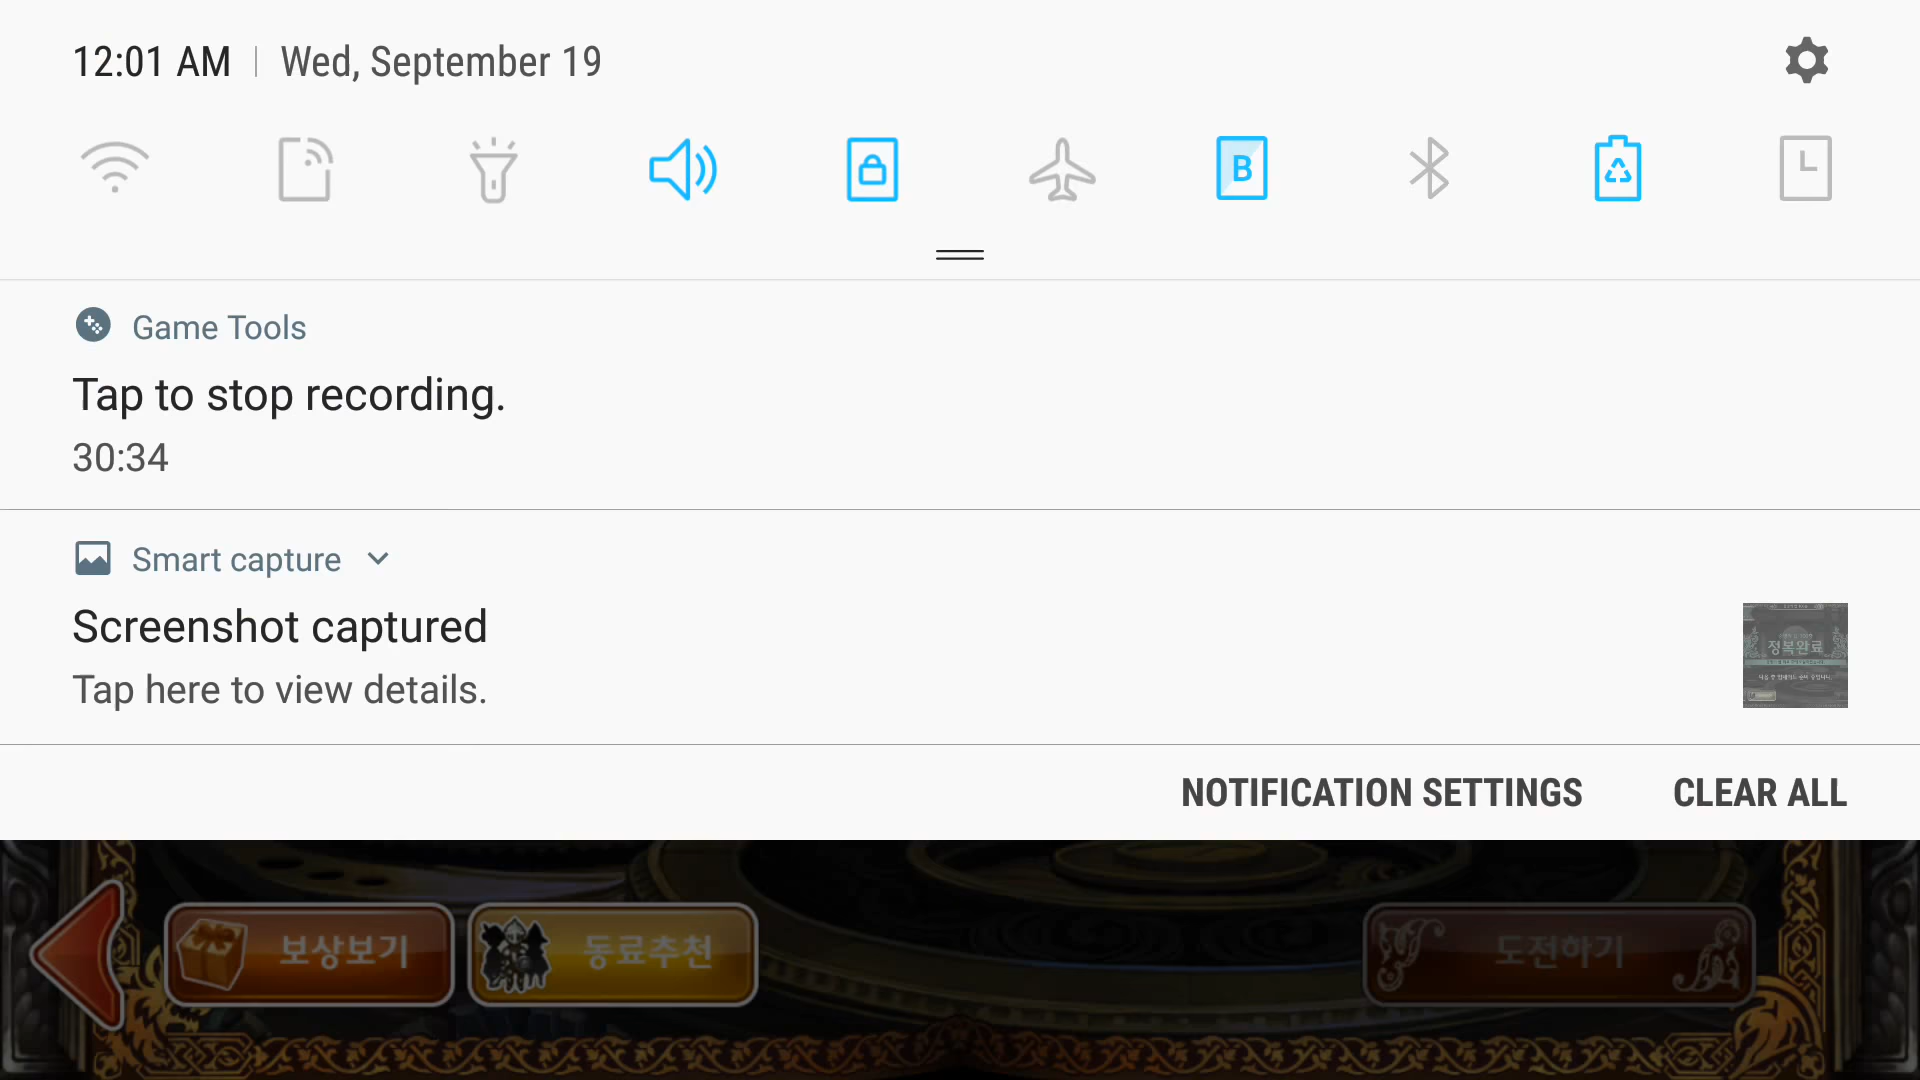 12:01 AM | Wed, September 19
B
Game Tools
Tap to stop recording.
30:34
Smart capture
Screenshot captured
Tap here to view details.
정복완료
NOTIFICATION SETTINGS
CLEAR ALL
보상보기
동료추천
도전하기